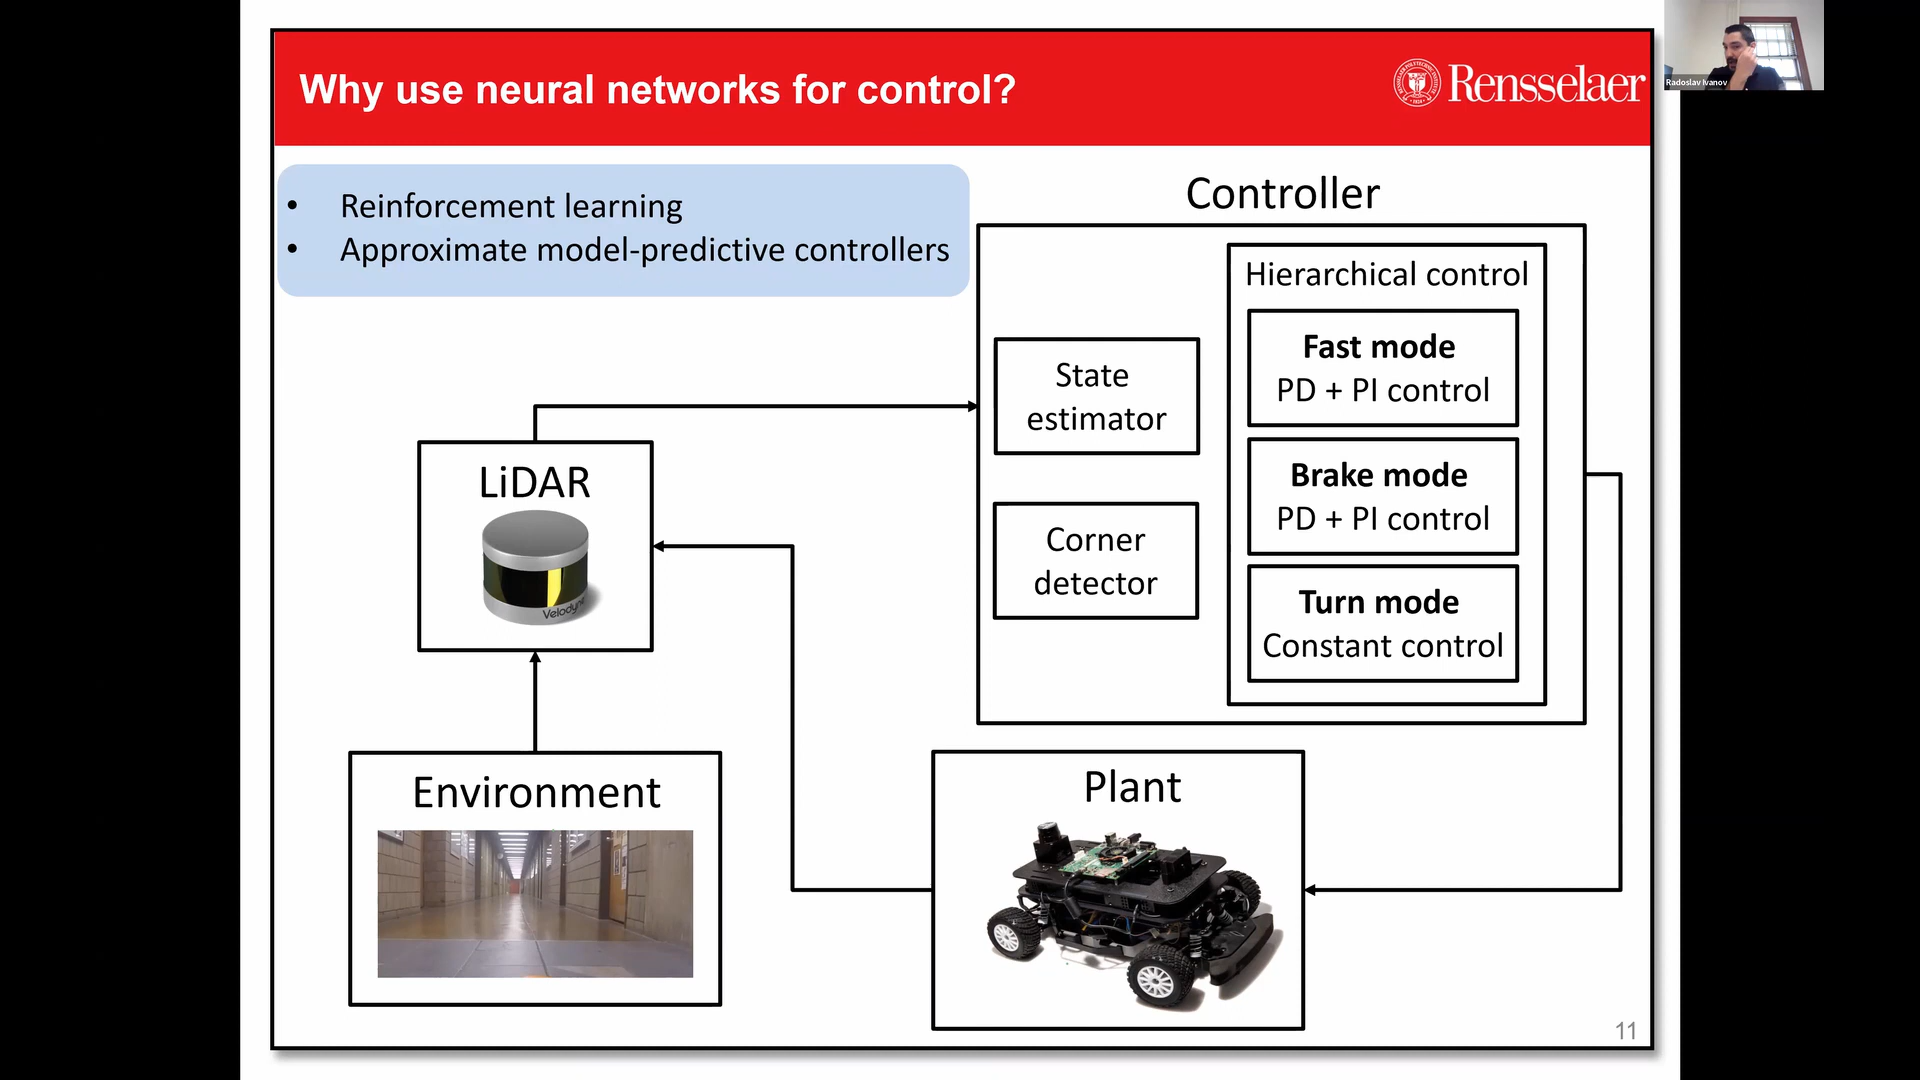 Why use neural networks for control?
Rensselaer
Radoslav Ivanov
• Reinforcement learning
• Approximate model-predictive controllers
Controller
Hierarchical control
Fast mode
PD + PI control
State
estimator
Brake mode
PD + PI control
LiDAR
Velodyne
Corner
detector
Turn mode
Constant control
Environment
Plant
11